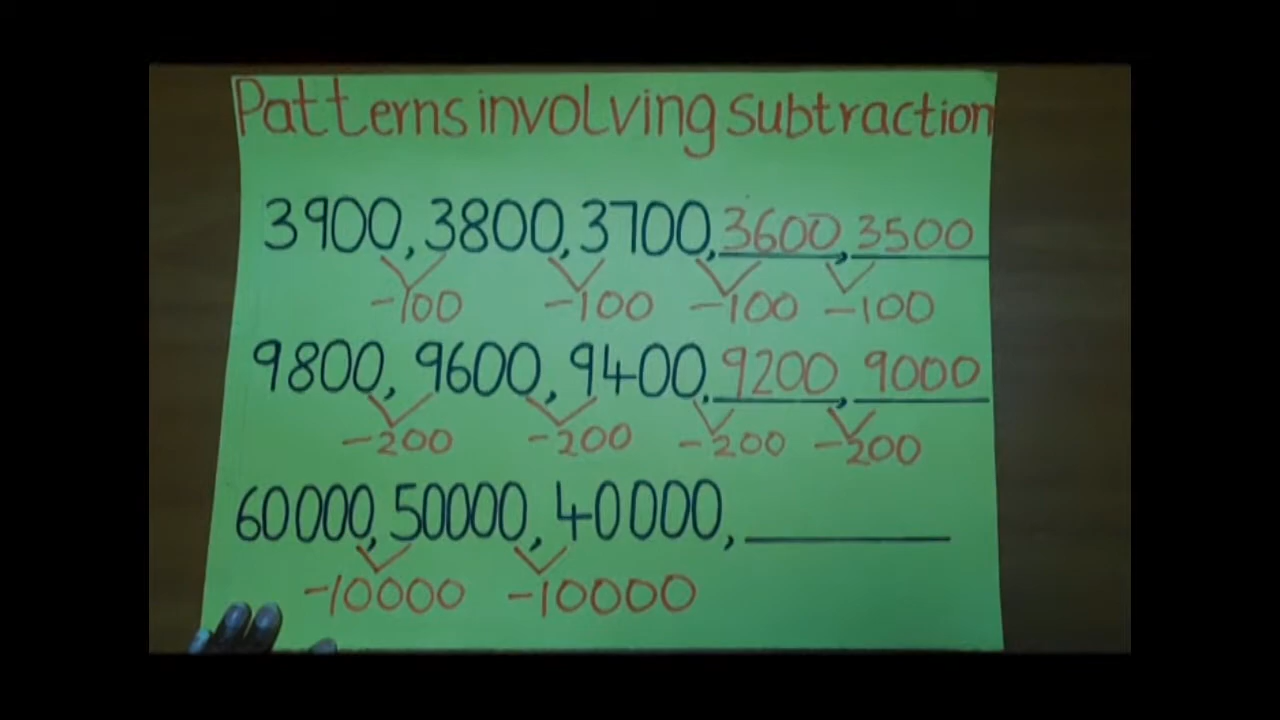 Patterns involving subtraction
3900, 3800, 3700, 3600, 3500
-100 -100 -100 -100
9800, 9600, 9400, 9200, 9000
-200 -200 -200 -200
60000, 50000, 40000, ________
-10000 -10000